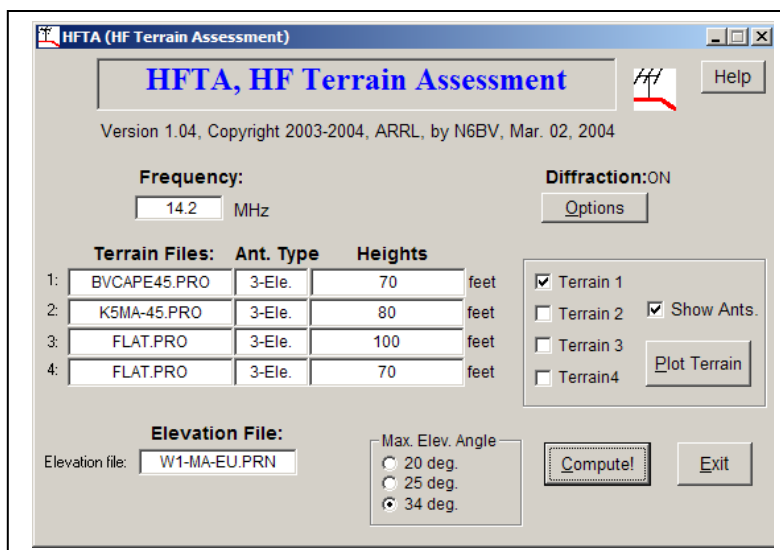 HFTA (HF Terrain Assessment)
HFTA, HF Terrain Assessment
Help
Version 1.04, Copyright 2003-2004, ARRL, by N6BV, Mar. 02, 2004
Frequency:
14.2 MHz
Diffraction:ON
Options
Terrain Files: Ant. Type Heights
1: BVCAPE45.PRO 3-Ele. 70 feet
2: K5MA-45.PRO 3-Ele. 80 feet
3: FLAT.PRO 3-Ele. 100 feet
4: FLAT.PRO 3-Ele. 70 feet
Terrain 1
Terrain 2
Terrain 3
Terrain4
Show Ants.
Plot Terrain
Elevation File:
Elevation file: W1-MA-EU.PRN
Max. Elev. Angle
20 deg.
25 deg.
34 deg.
Compute!
Exit